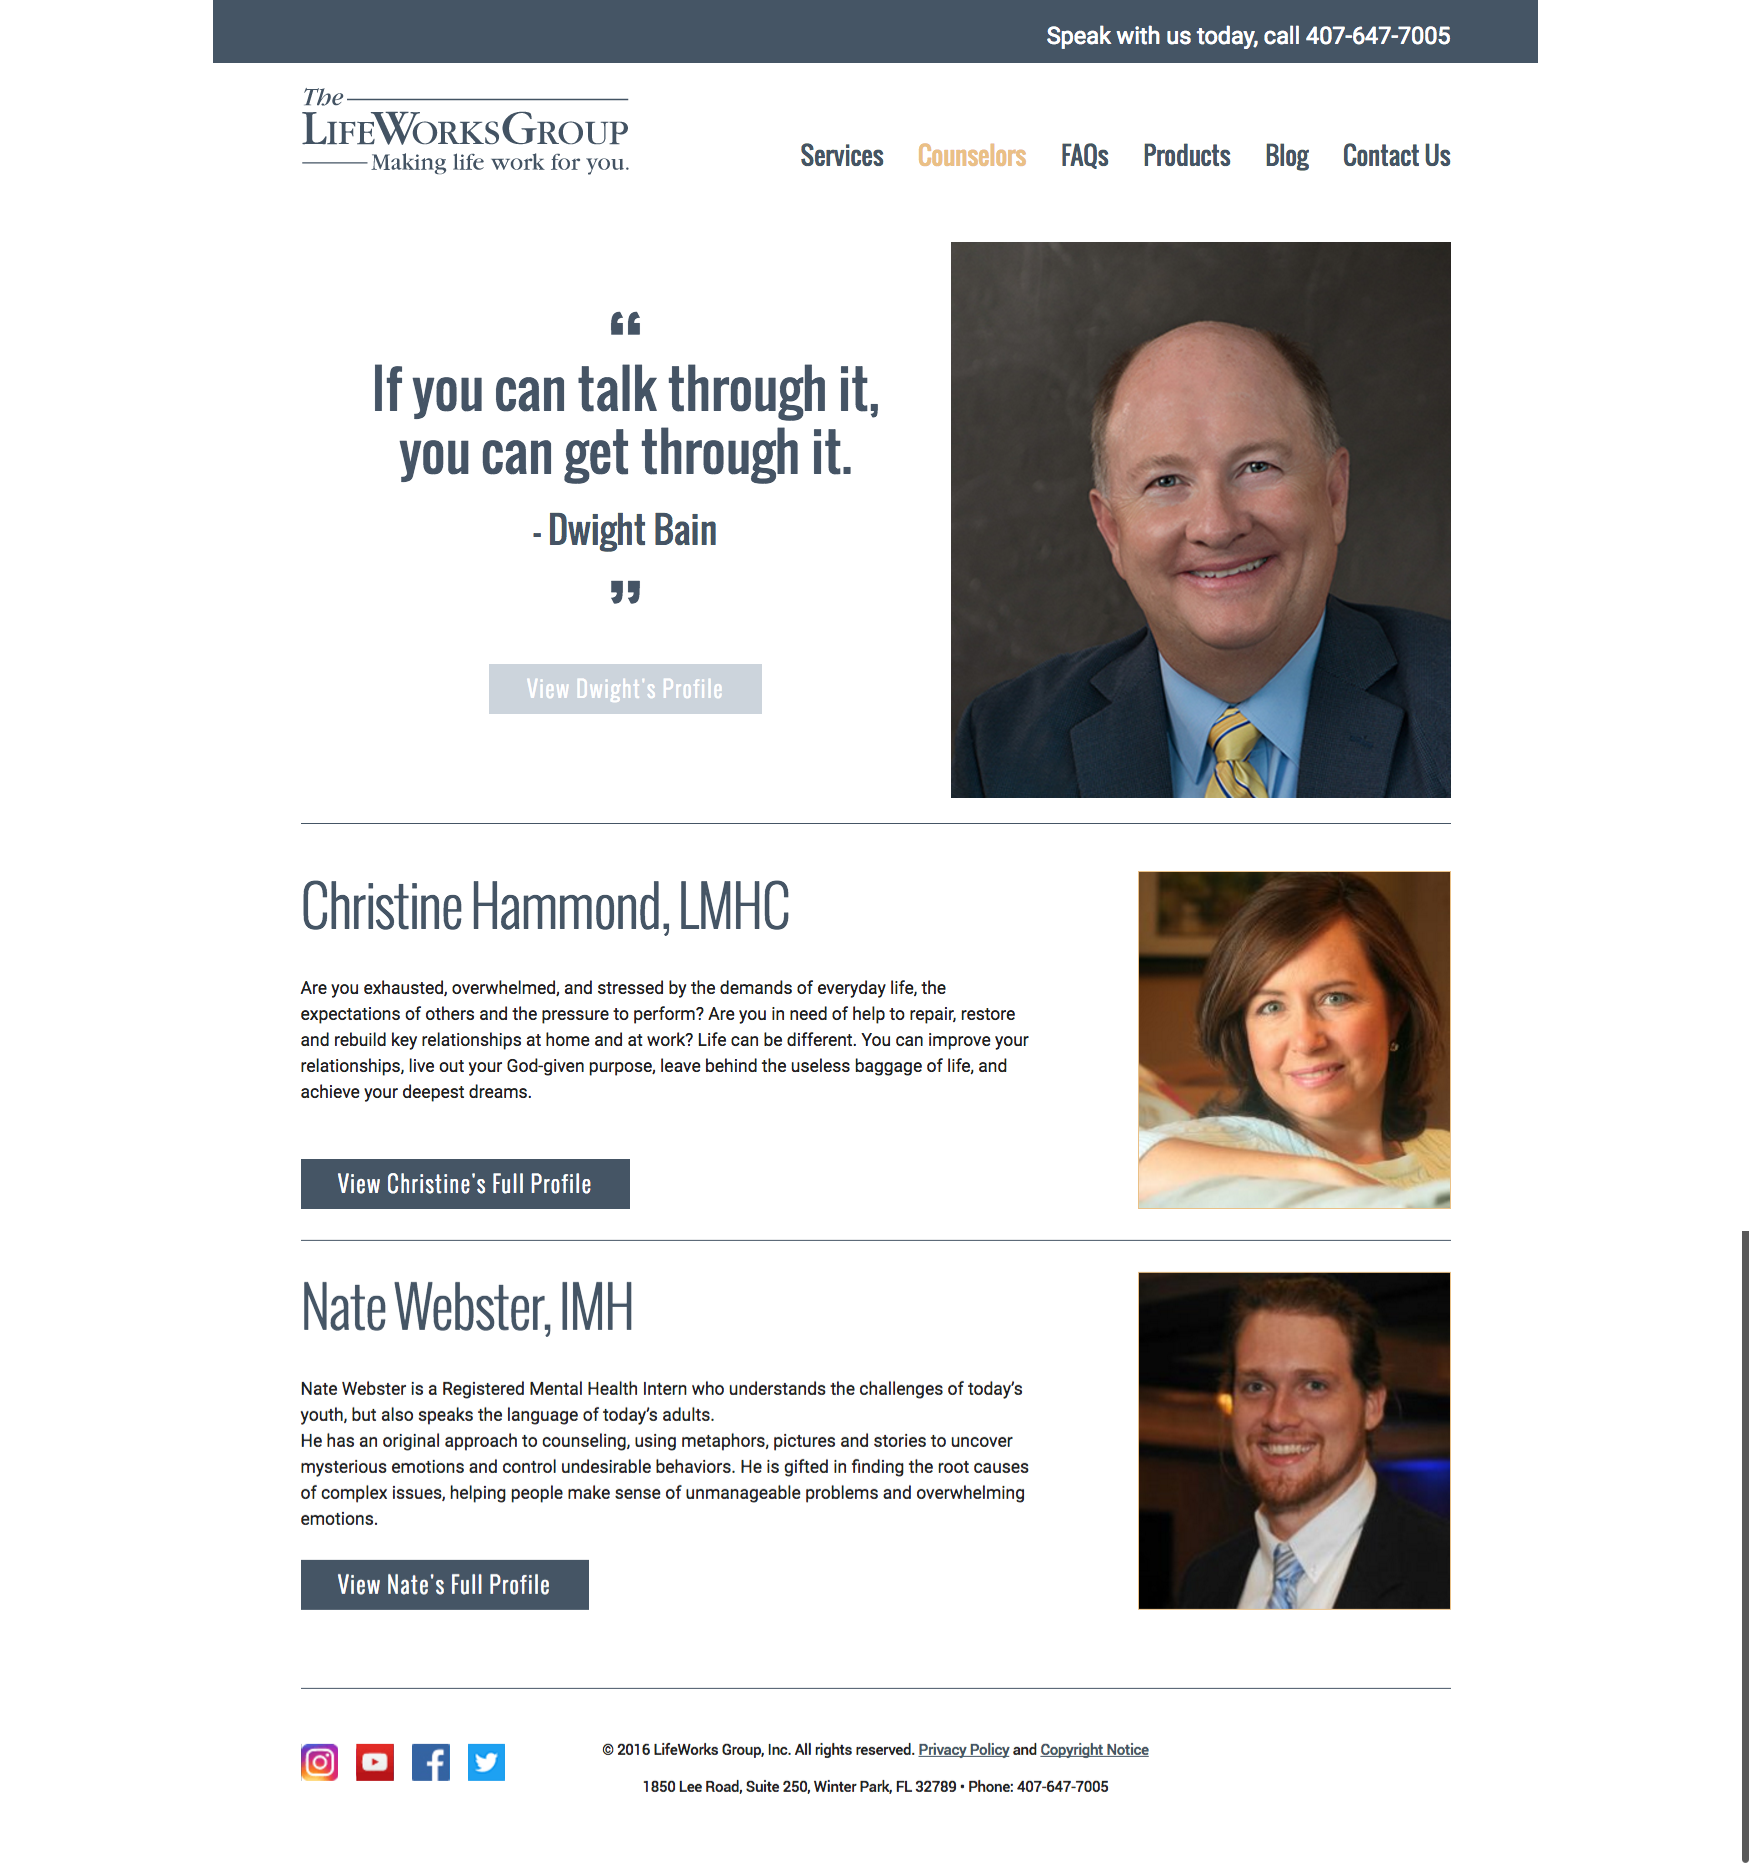 Speak with us today, call 407-647-7005
The
LIFEWORKSGROUP
Making life work for you.
Services Counselors FAQs Products Blog Contact Us
“
If you can talk through it,
you can get through it.
- Dwight Bain
”
View Dwight's Profile
Christine Hammond, LMHC
Are you exhausted, overwhelmed, and stressed by the demands of everyday life, the
expectations of others and the pressure to perform? Are you in need of help to repair, restore
and rebuild key relationships at home and at work? Life can be different. You can improve your
relationships, live out your God-given purpose, leave behind the useless baggage of life, and
achieve your deepest dreams.
View Christine's Full Profile
Nate Webster, IMH
Nate Webster is a Registered Mental Health Intern who understands the challenges of today’s
youth, but also speaks the language of today’s adults.
He has an original approach to counseling, using metaphors, pictures and stories to uncover
mysterious emotions and control undesirable behaviors. He is gifted in finding the root causes
of complex issues, helping people make sense of unmanageable problems and overwhelming
emotions.
View Nate's Full Profile
© 2016 LifeWorks Group, Inc. All rights reserved. Privacy Policy and Copyright Notice
1850 Lee Road, Suite 250, Winter Park, FL 32789 • Phone: 407-647-7005